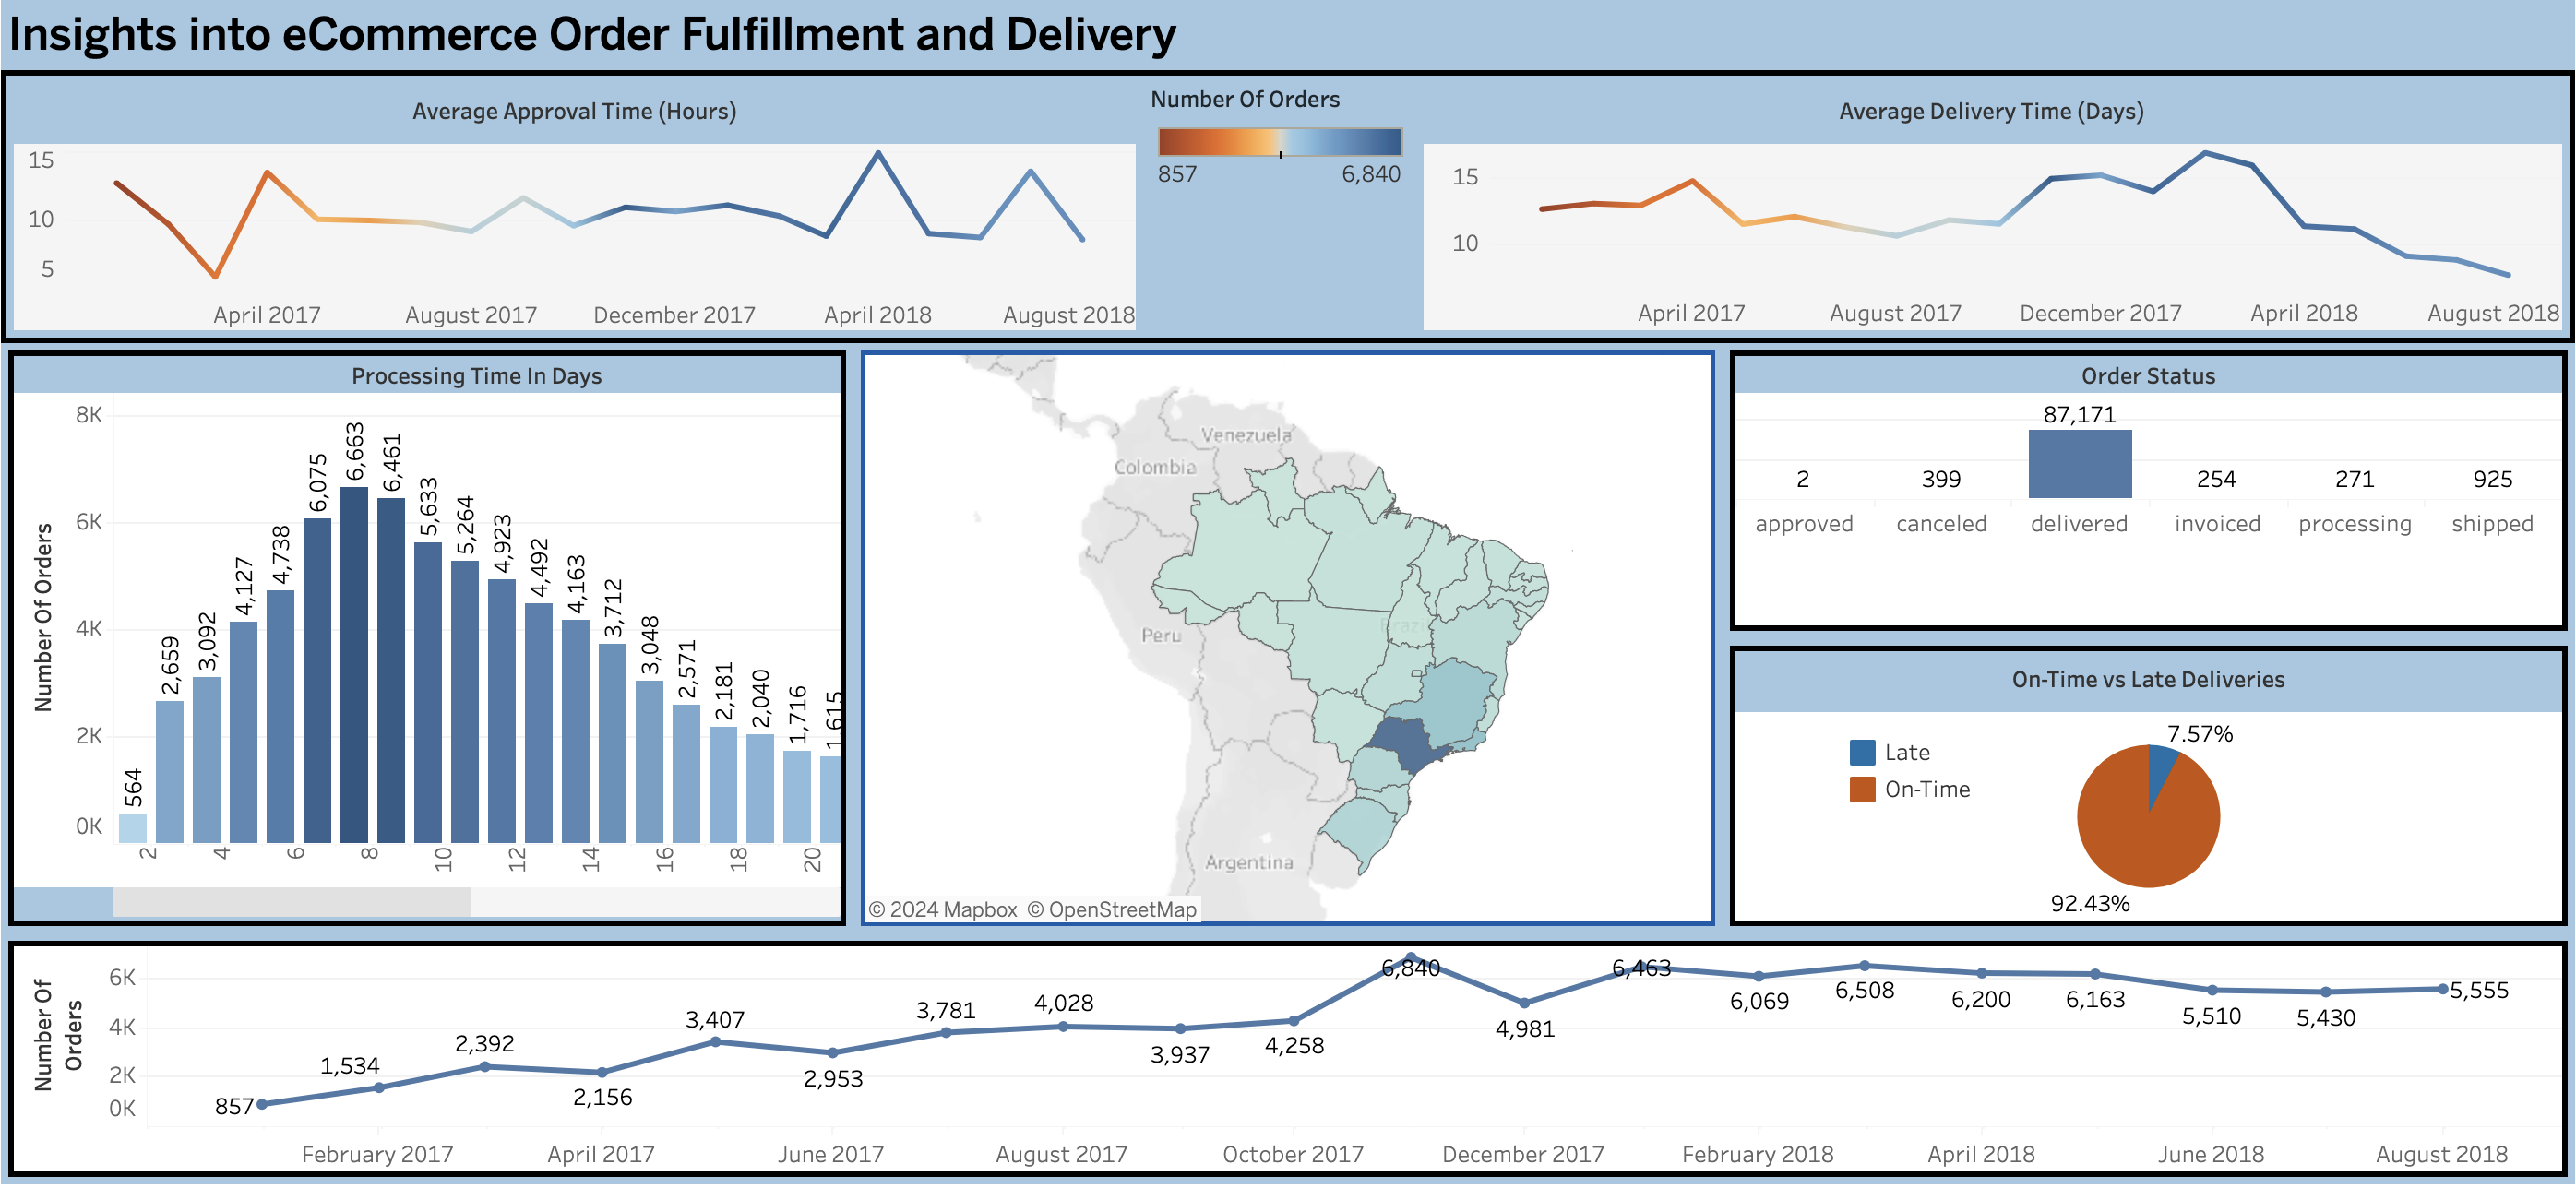 Insights into eCommerce Order Fulfillment and Delivery
Average Approval Time (Hours)
15
10
5
April 2017 August 2017 December 2017 April 2018 August 2018
Number Of Orders
857 6,840
Average Delivery Time (Days)
15
10
April 2017 August 2017 December 2017 April 2018 August 2018
Processing Time In Days
Number Of Orders
8K
6K
4K
2K
0K
564 2,659 3,092 4,127 4,738 6,075 6,663 6,461 5,633 5,264 4,923 4,492 4,163 3,712 3,048 2,571 2,181 2,040 1,716 1,615
2 4 6 8 10 12 14 16 18 20
Venezuela
Colombia
Brazil
Peru
Argentina
© 2024 Mapbox © OpenStreetMap
Order Status
87,171
2 399 254 271 925
approved canceled delivered invoiced processing shipped
On-Time vs Late Deliveries
Late
On-Time
7.57%
92.43%
Number Of
Orders
6K
4K
2K
0K
857 1,534 2,392 2,156 3,407 2,953 3,781 4,028 3,937 4,258 6,840 4,981 6,463 6,069 6,508 6,200 6,163 5,510 5,430 5,555
February 2017 April 2017 June 2017 August 2017 October 2017 December 2017 February 2018 April 2018 June 2018 August 2018